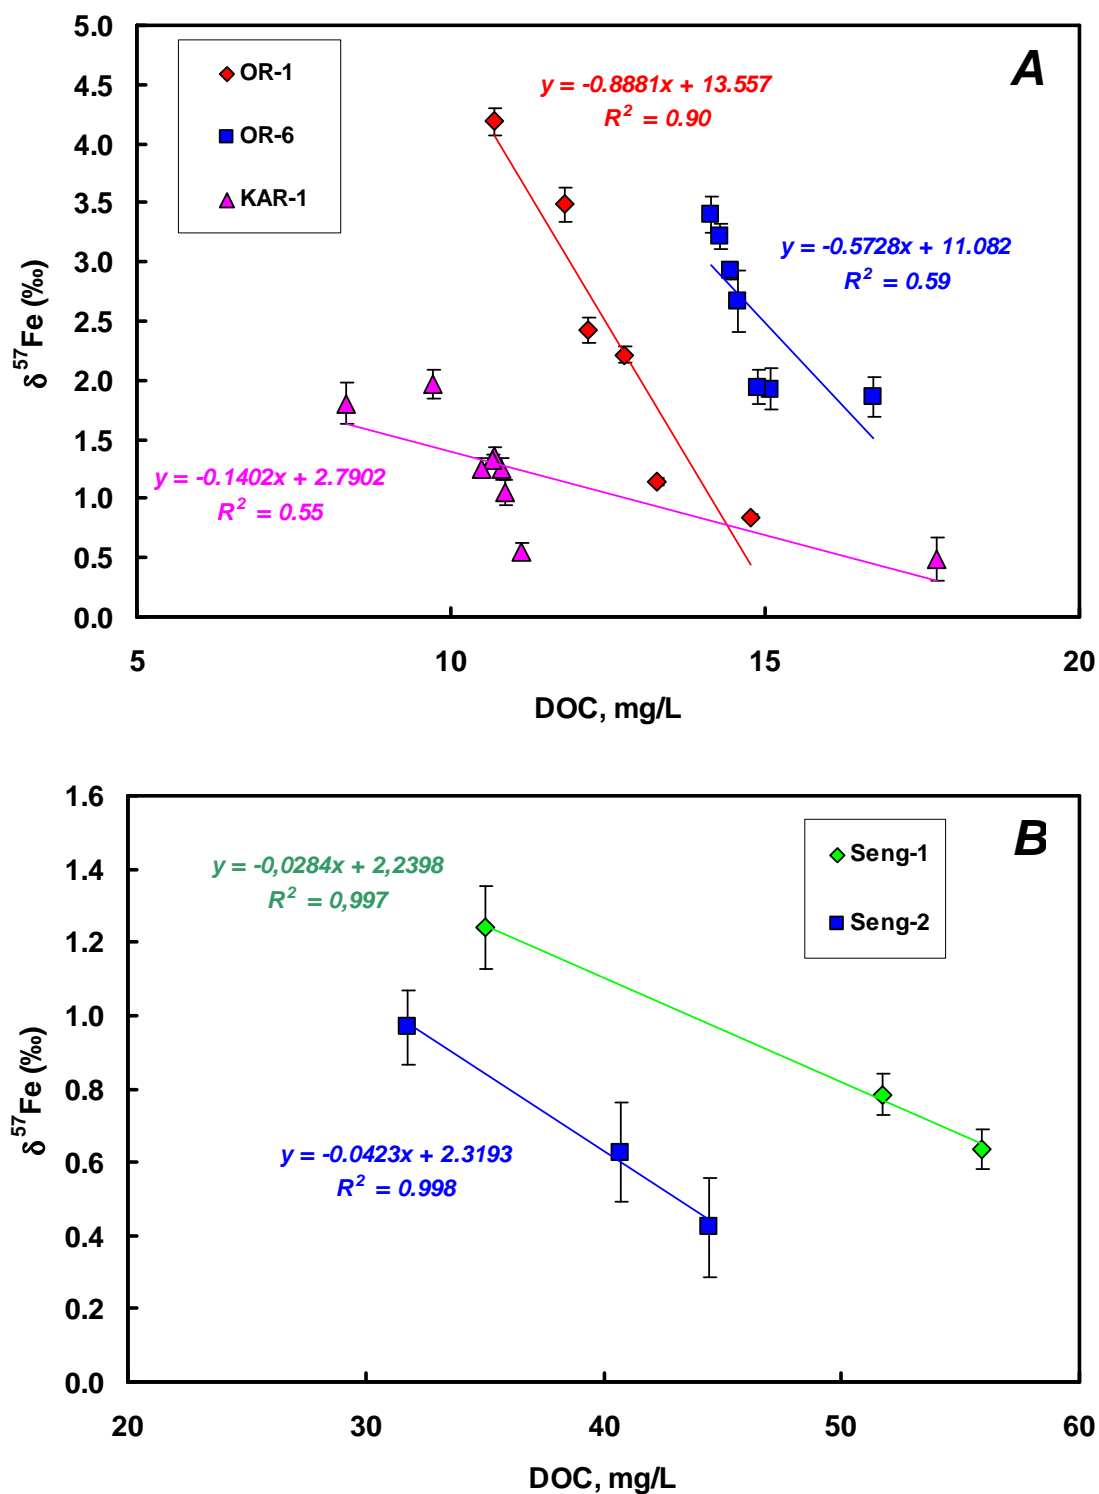 A
OR-1
OR-6
KAR-1
y = -0.8881x + 13.557
R² = 0.90
y = -0.5728x + 11.082
R² = 0.59
y = -0.1402x + 2.7902
R² = 0.55
5.0
4.5
4.0
3.5
3.0
2.5
2.0
1.5
1.0
0.5
0.0
δ⁵⁷Fe (‰)
5 10 15 20
DOC, mg/L
B
Seng-1
Seng-2
y = -0,0284x + 2,2398
R² = 0,997
y = -0.0423x + 2.3193
R² = 0.998
1.6
1.4
1.2
1.0
0.8
0.6
0.4
0.2
0.0
δ⁵⁷Fe (‰)
20 30 40 50 60
DOC, mg/L